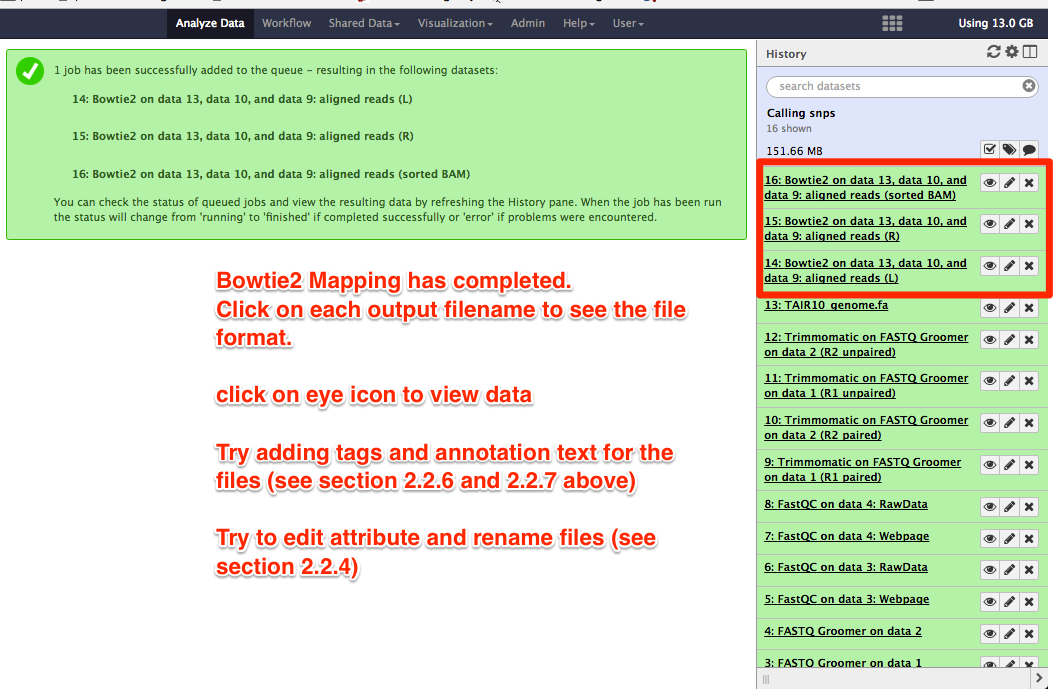 Analyze Data Workflow Shared Data Visualization Admin Help User Using 13.0 GB
1 job has been successfully added to the queue – resulting in the following datasets:
14: Bowtie2 on data 13, data 10, and data 9: aligned reads (L)
15: Bowtie2 on data 13, data 10, and data 9: aligned reads (R)
16: Bowtie2 on data 13, data 10, and data 9: aligned reads (sorted BAM)
You can check the status of queued jobs and view the resulting data by refreshing the History pane. When the job has been run
the status will change from 'running' to 'finished' if completed successfully or 'error' if problems were encountered.
Bowtie2 Mapping has completed.
Click on each output filename to see the file
format.
click on eye icon to view data
Try adding tags and annotation text for the
files (see section 2.2.6 and 2.2.7 above)
Try to edit attribute and rename files (see
section 2.2.4)
History
search datasets
Calling snps
16 shown
151.66 MB
16: Bowtie2 on data 13, data 10, and
data 9: aligned reads (sorted BAM)
15: Bowtie2 on data 13, data 10, and
data 9: aligned reads (R)
14: Bowtie2 on data 13, data 10, and
data 9: aligned reads (L)
13: TAIR10_genome.fa
12: Trimmomatic on FASTQ Groomer
on data 2 (R2 unpaired)
11: Trimmomatic on FASTQ Groomer
on data 1 (R1 unpaired)
10: Trimmomatic on FASTQ Groomer
on data 2 (R2 paired)
9: Trimmomatic on FASTQ Groomer
on data 1 (R1 paired)
8: FastQC on data 4: RawData
7: FastQC on data 4: Webpage
6: FastQC on data 3: RawData
5: FastQC on data 3: Webpage
4: FASTQ Groomer on data 2
3: FASTQ Groomer on data 1